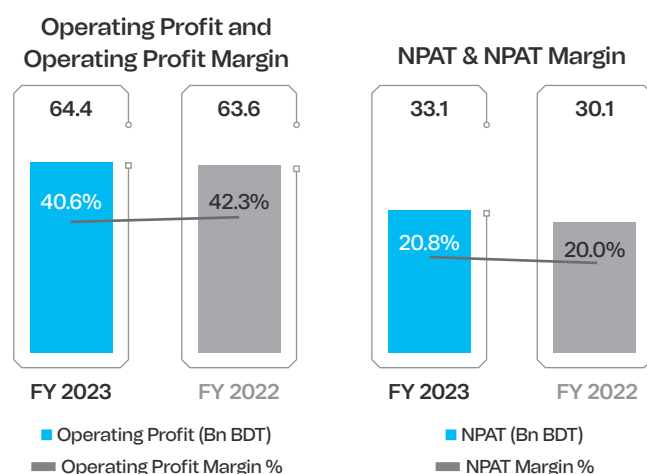 Operating Profit and
Operating Profit Margin
64.4
63.6
40.6%
42.3%
FY 2023
FY 2022
Operating Profit (Bn BDT)
Operating Profit Margin %
NPAT & NPAT Margin
33.1
30.1
20.8%
20.0%
FY 2023
FY 2022
NPAT (Bn BDT)
NPAT Margin %